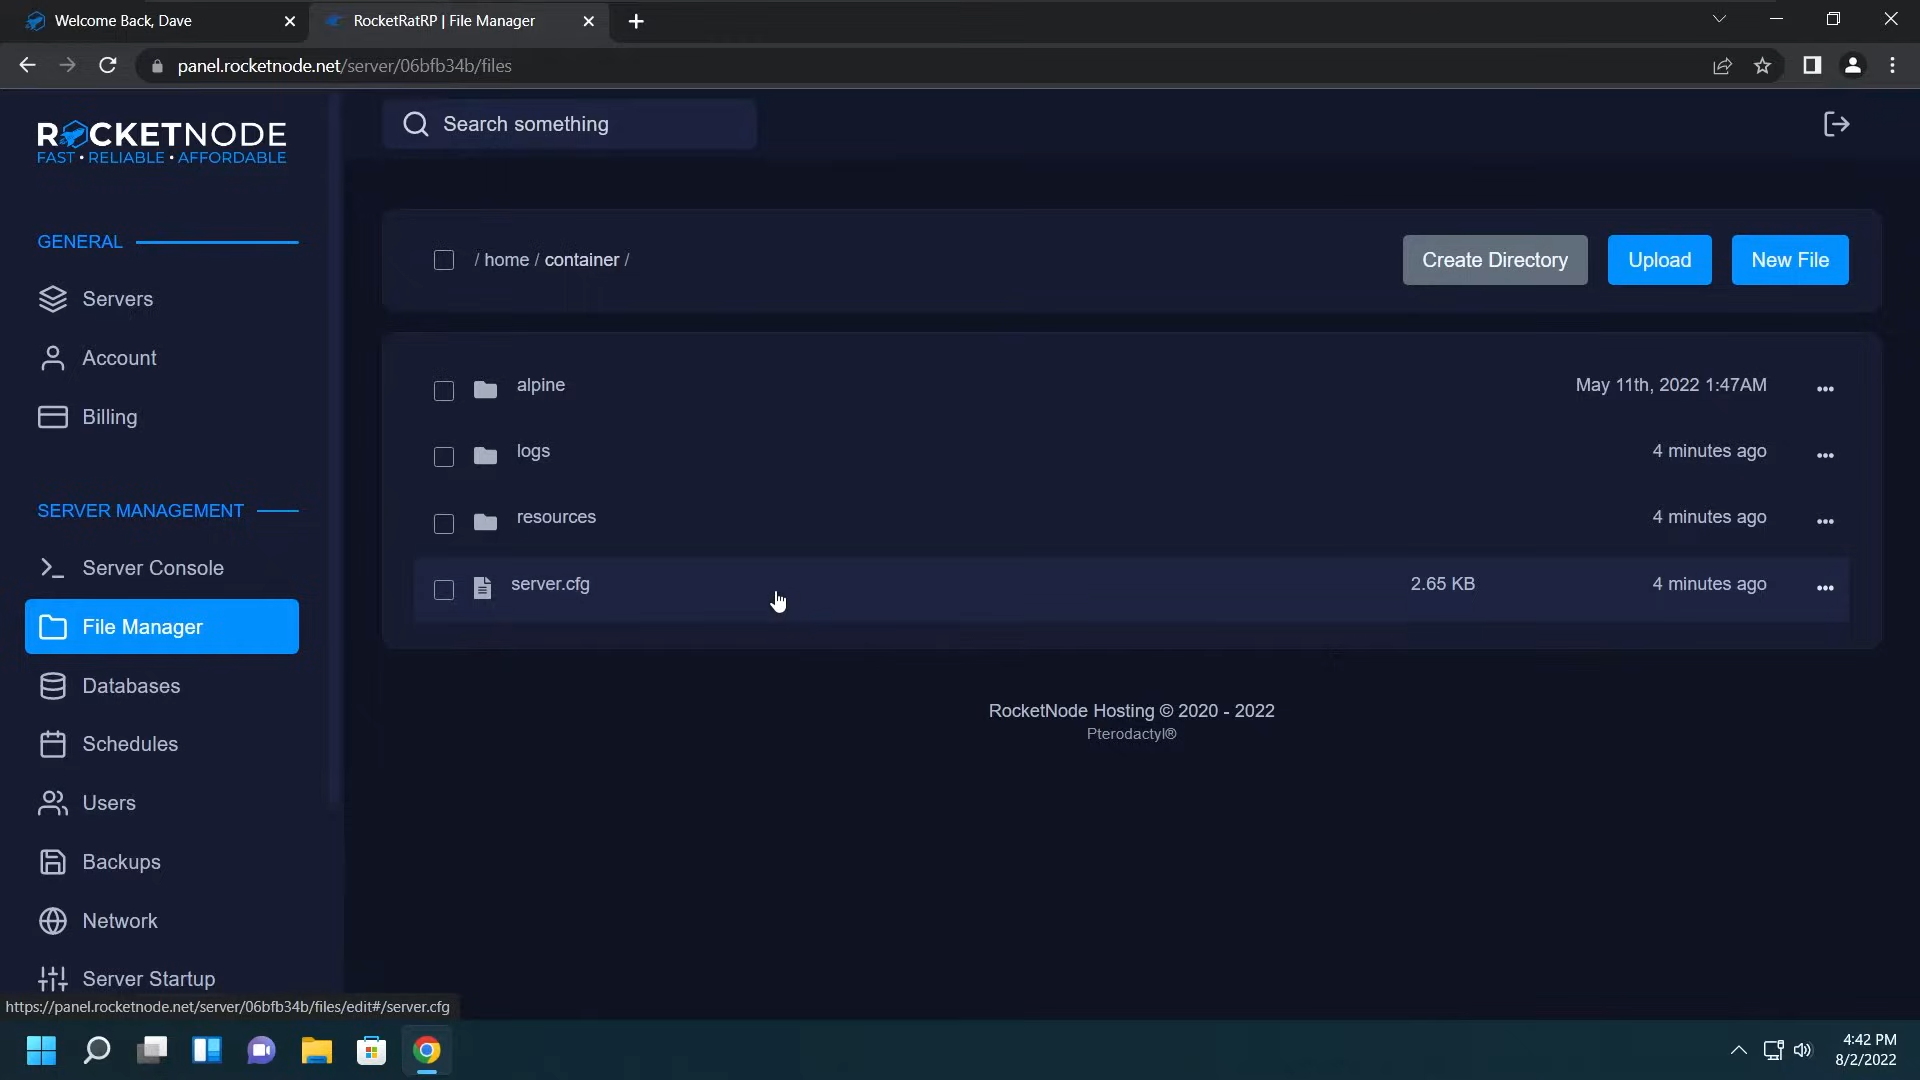 Welcome Back, Dave
RocketRatRP | File Manager
panel.rocketnode.net/server/06bfb34b/files
ROCKETNODE
FAST • RELIABLE • AFFORDABLE
Search something
GENERAL
Servers
Account
Billing
SERVER MANAGEMENT
Server Console
File Manager
Databases
Schedules
Users
Backups
Network
Server Startup
/ home / container /
Create Directory
Upload
New File
alpine
May 11th, 2022 1:47AM
logs
4 minutes ago
resources
4 minutes ago
server.cfg
2.65 KB
4 minutes ago
RocketNode Hosting © 2020 - 2022
Pterodactyl®
https://panel.rocketnode.net/server/06bfb34b/files/edit#/server.cfg
4:42 PM
8/2/2022